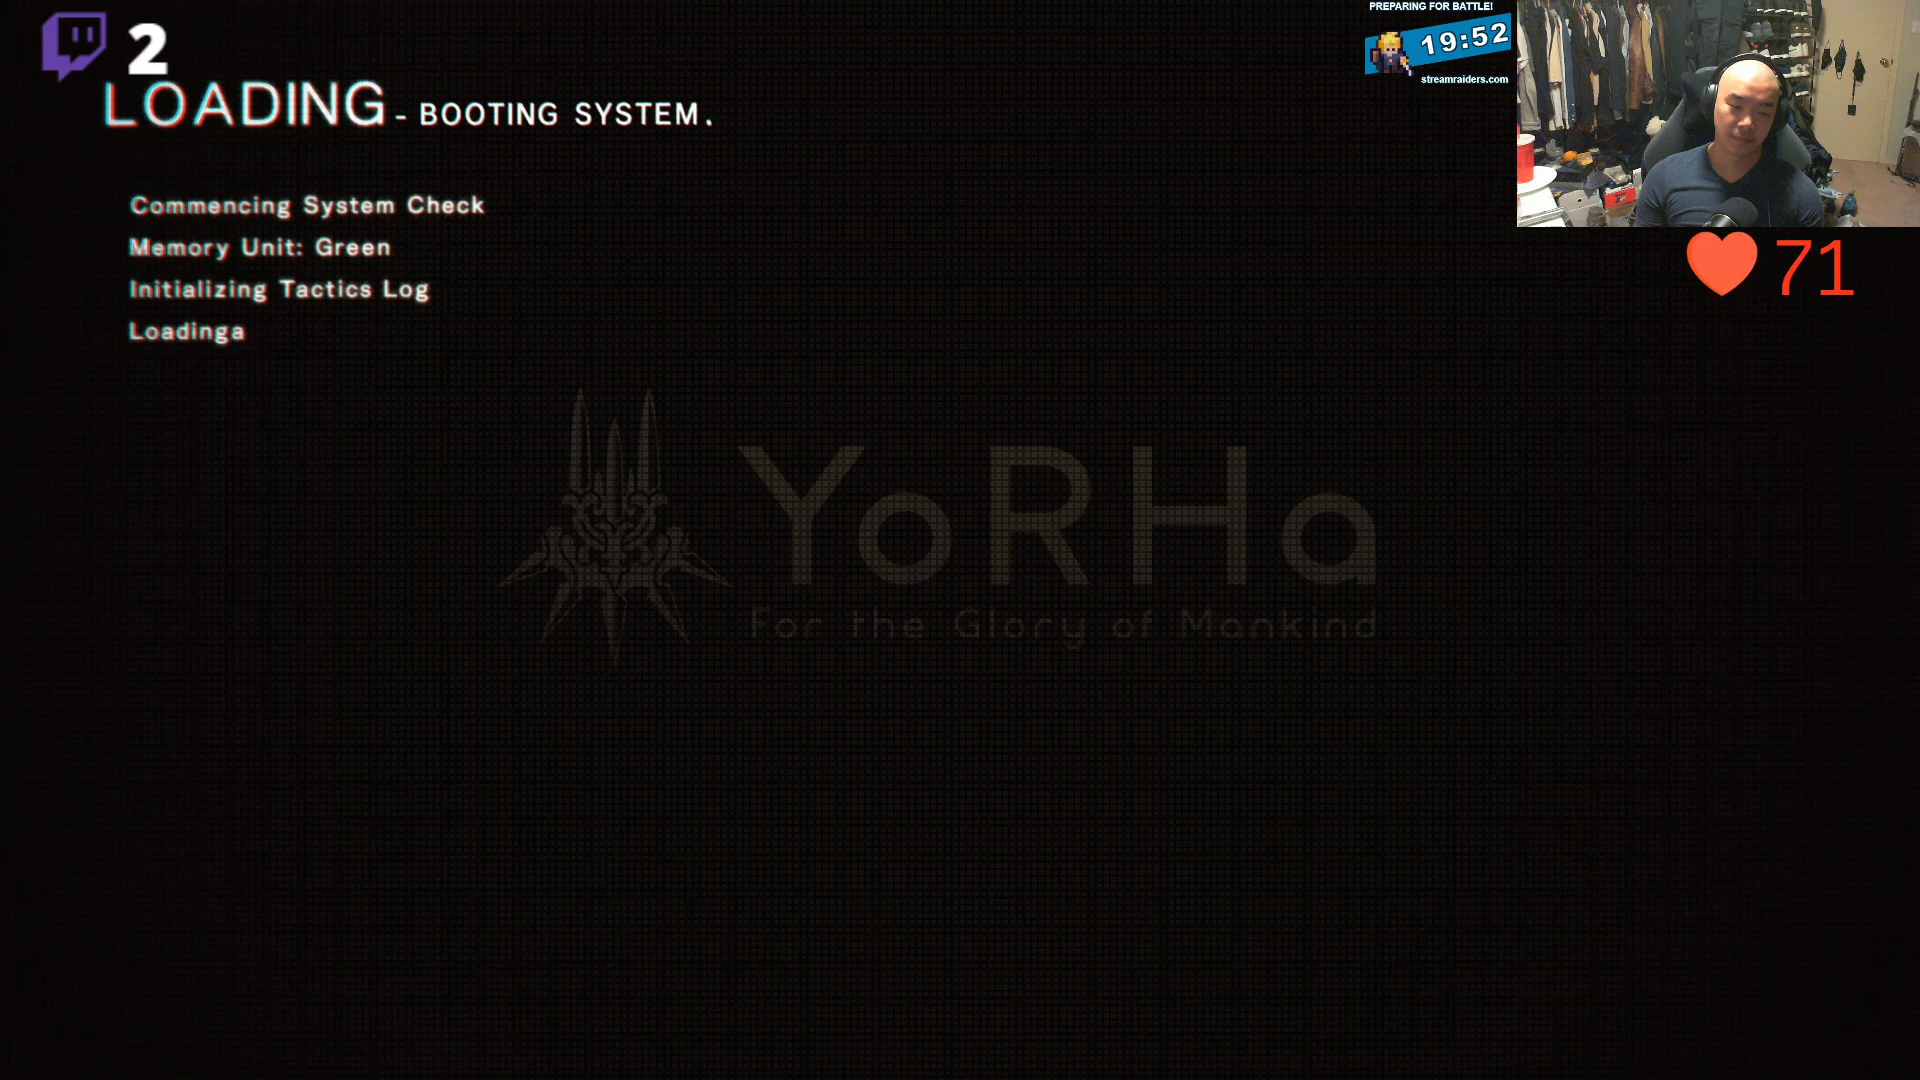 2
PREPARING FOR BATTLE!
19:52
streamraiders.com
LOADING - BOOTING SYSTEM.
Commencing System Check
Memory Unit: Green
Initializing Tactics Log
Loadinga
71
YoRHa
For the Glory of Mankind